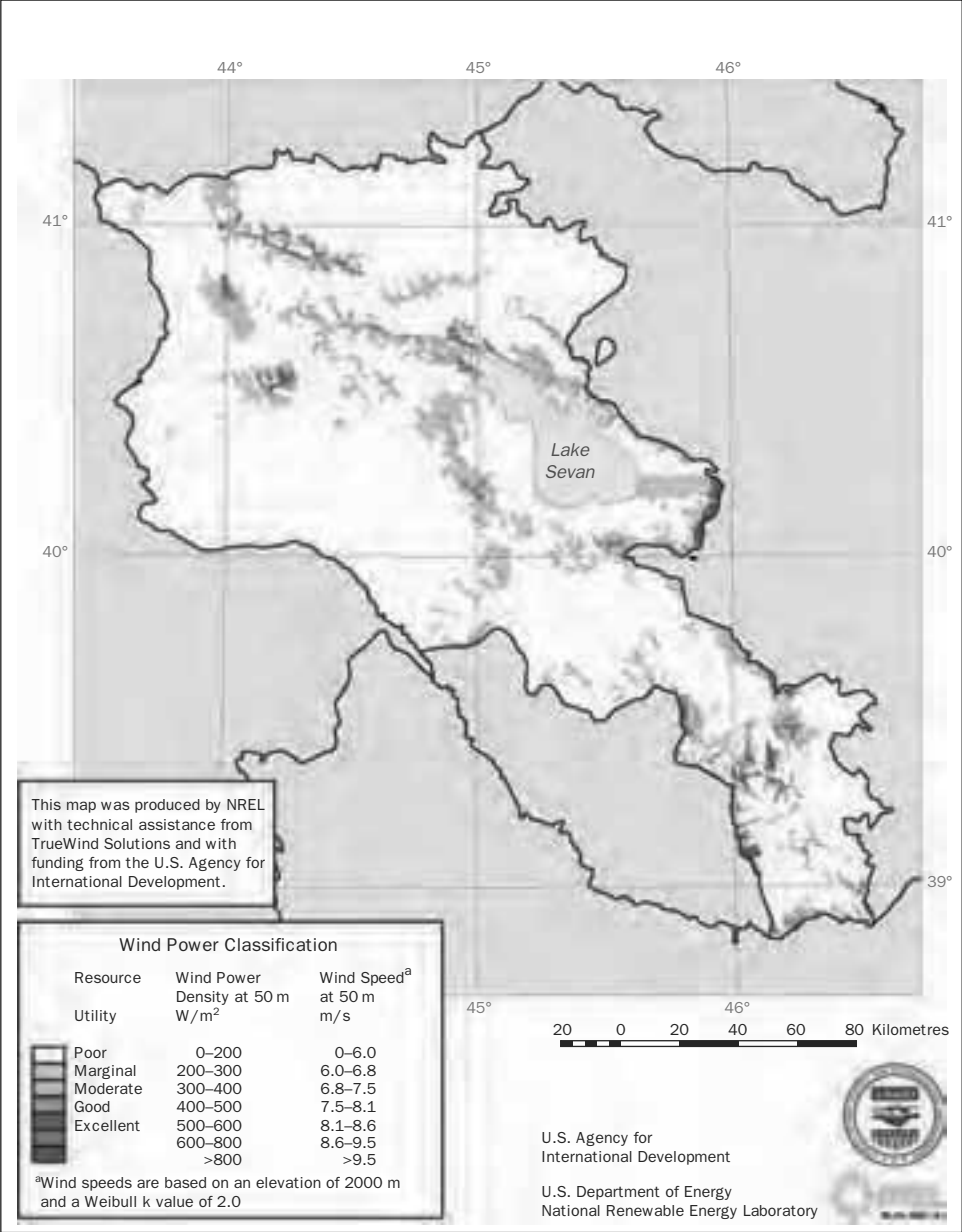 44° 45° 46°
41° 41°
Lake
Sevan
40° 40°
This map was produced by NREL
with technical assistance from
TrueWind Solutions and with
funding from the U.S. Agency for
International Development.
39°
Wind Power Classification
Resource Wind Power Wind Speedᵃ
Density at 50 m at 50 m
Utility W/m² m/s
Poor 0–200 0–6.0
Marginal 200–300 6.0–6.8
Moderate 300–400 6.8–7.5
Good 400–500 7.5–8.1
Excellent 500–600 8.1–8.6
600–800 8.6–9.5
>800 >9.5
ᵃWind speeds are based on an elevation of 2000 m
and a Weibull k value of 2.0
45° 46°
20 0 20 40 60 80 Kilometres
U.S. Agency for
International Development
U.S. Department of Energy
National Renewable Energy Laboratory